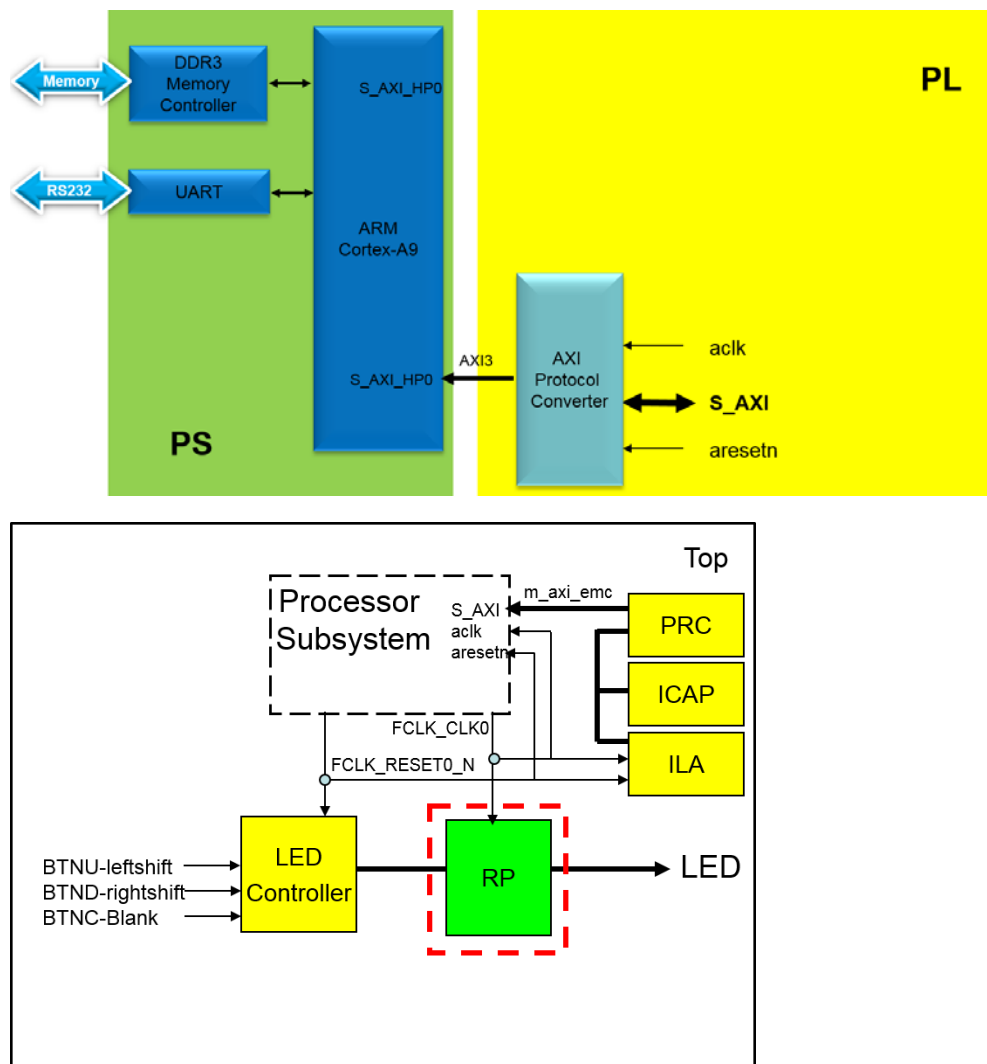 Memory
DDR3
Memory
Controller
S_AXI_HP0
PL
RS232
UART
ARM
Cortex-A9
AXI3
S_AXI_HP0
AXI
Protocol
Converter
aclk
S_AXI
aresetn
PS
Top
Processor
Subsystem
S_AXI
aclk
aresetn
m_axi_emc
PRC
ICAP
ILA
FCLK_CLK0
FCLK_RESET0_N
BTNU-leftshift
BTND-rightshift
BTNC-Blank
LED
Controller
RP
LED